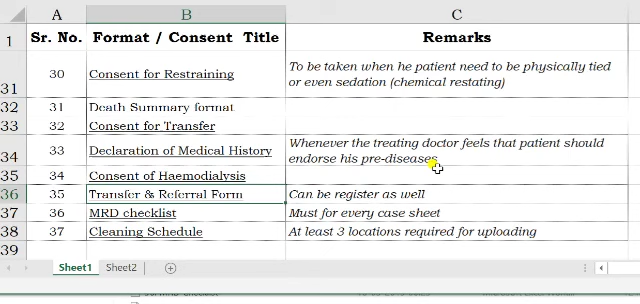 A B C
1 Sr. No. Format / Consent Title Remarks
31 30 Consent for Restraining To be taken when he patient need to be physically tied
or even sedation (chemical restating)
32 31 Death Summary format
33 32 Consent for Transfer
34 33 Declaration of Medical History Whenever the treating doctor feels that patient should
endorse his pre-diseases
35 34 Consent of Haemodialysis
36 35 Transfer & Referral Form Can be register as well
37 36 MRD checklist Must for every case sheet
38 37 Cleaning Schedule At least 3 locations required for uploading
39
Sheet1 Sheet2